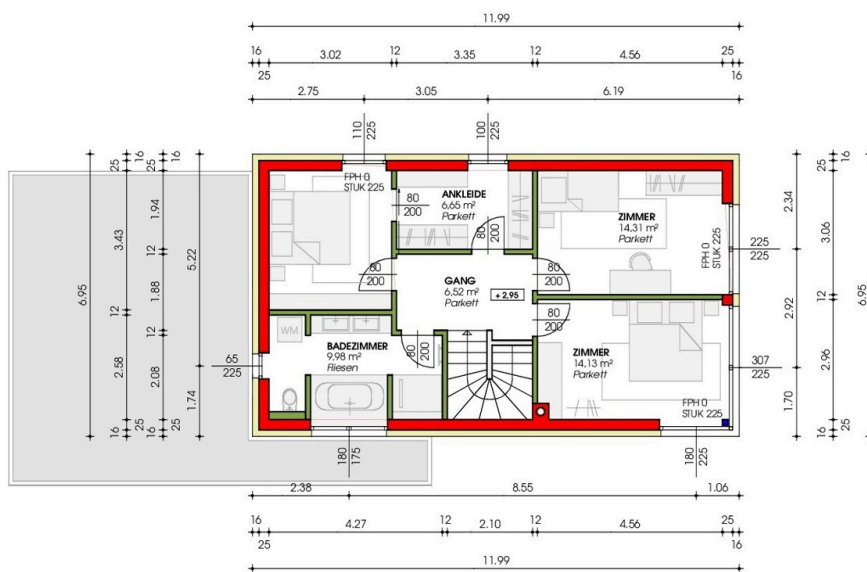 11.99
16 3.02 12 3.35 12 4.56 25
25 16
2.75 3.05 6.19
110
225
100
225
16
25
1.94
12
1.88
12
2.08
25
16
16
25
3.43
12
2.58
25
16
6.95
5.22
1.74
FPH 0
STUK 225
80
200
ANKLEIDE
6,65 m²
Parkett
80
200
ZIMMER
14,31 m²
Parkett
FPH 0
STUK 225
225
225
2.34
2.92
1.70
16
25
3.06
12
2.96
25
16
6.95
80
200
GANG
6,52 m²
Parkett
+ 2,95
80
200
80
200
WM
BADEZIMMER
9,98 m²
Fliesen
80
200
ZIMMER
14,13 m²
Parkett
FPH 0
STUK 225
65
225
307
225
180
175
180
225
2.38 8.55 1.06
16 4.27 12 2.10 12 4.56 25
25 16
11.99